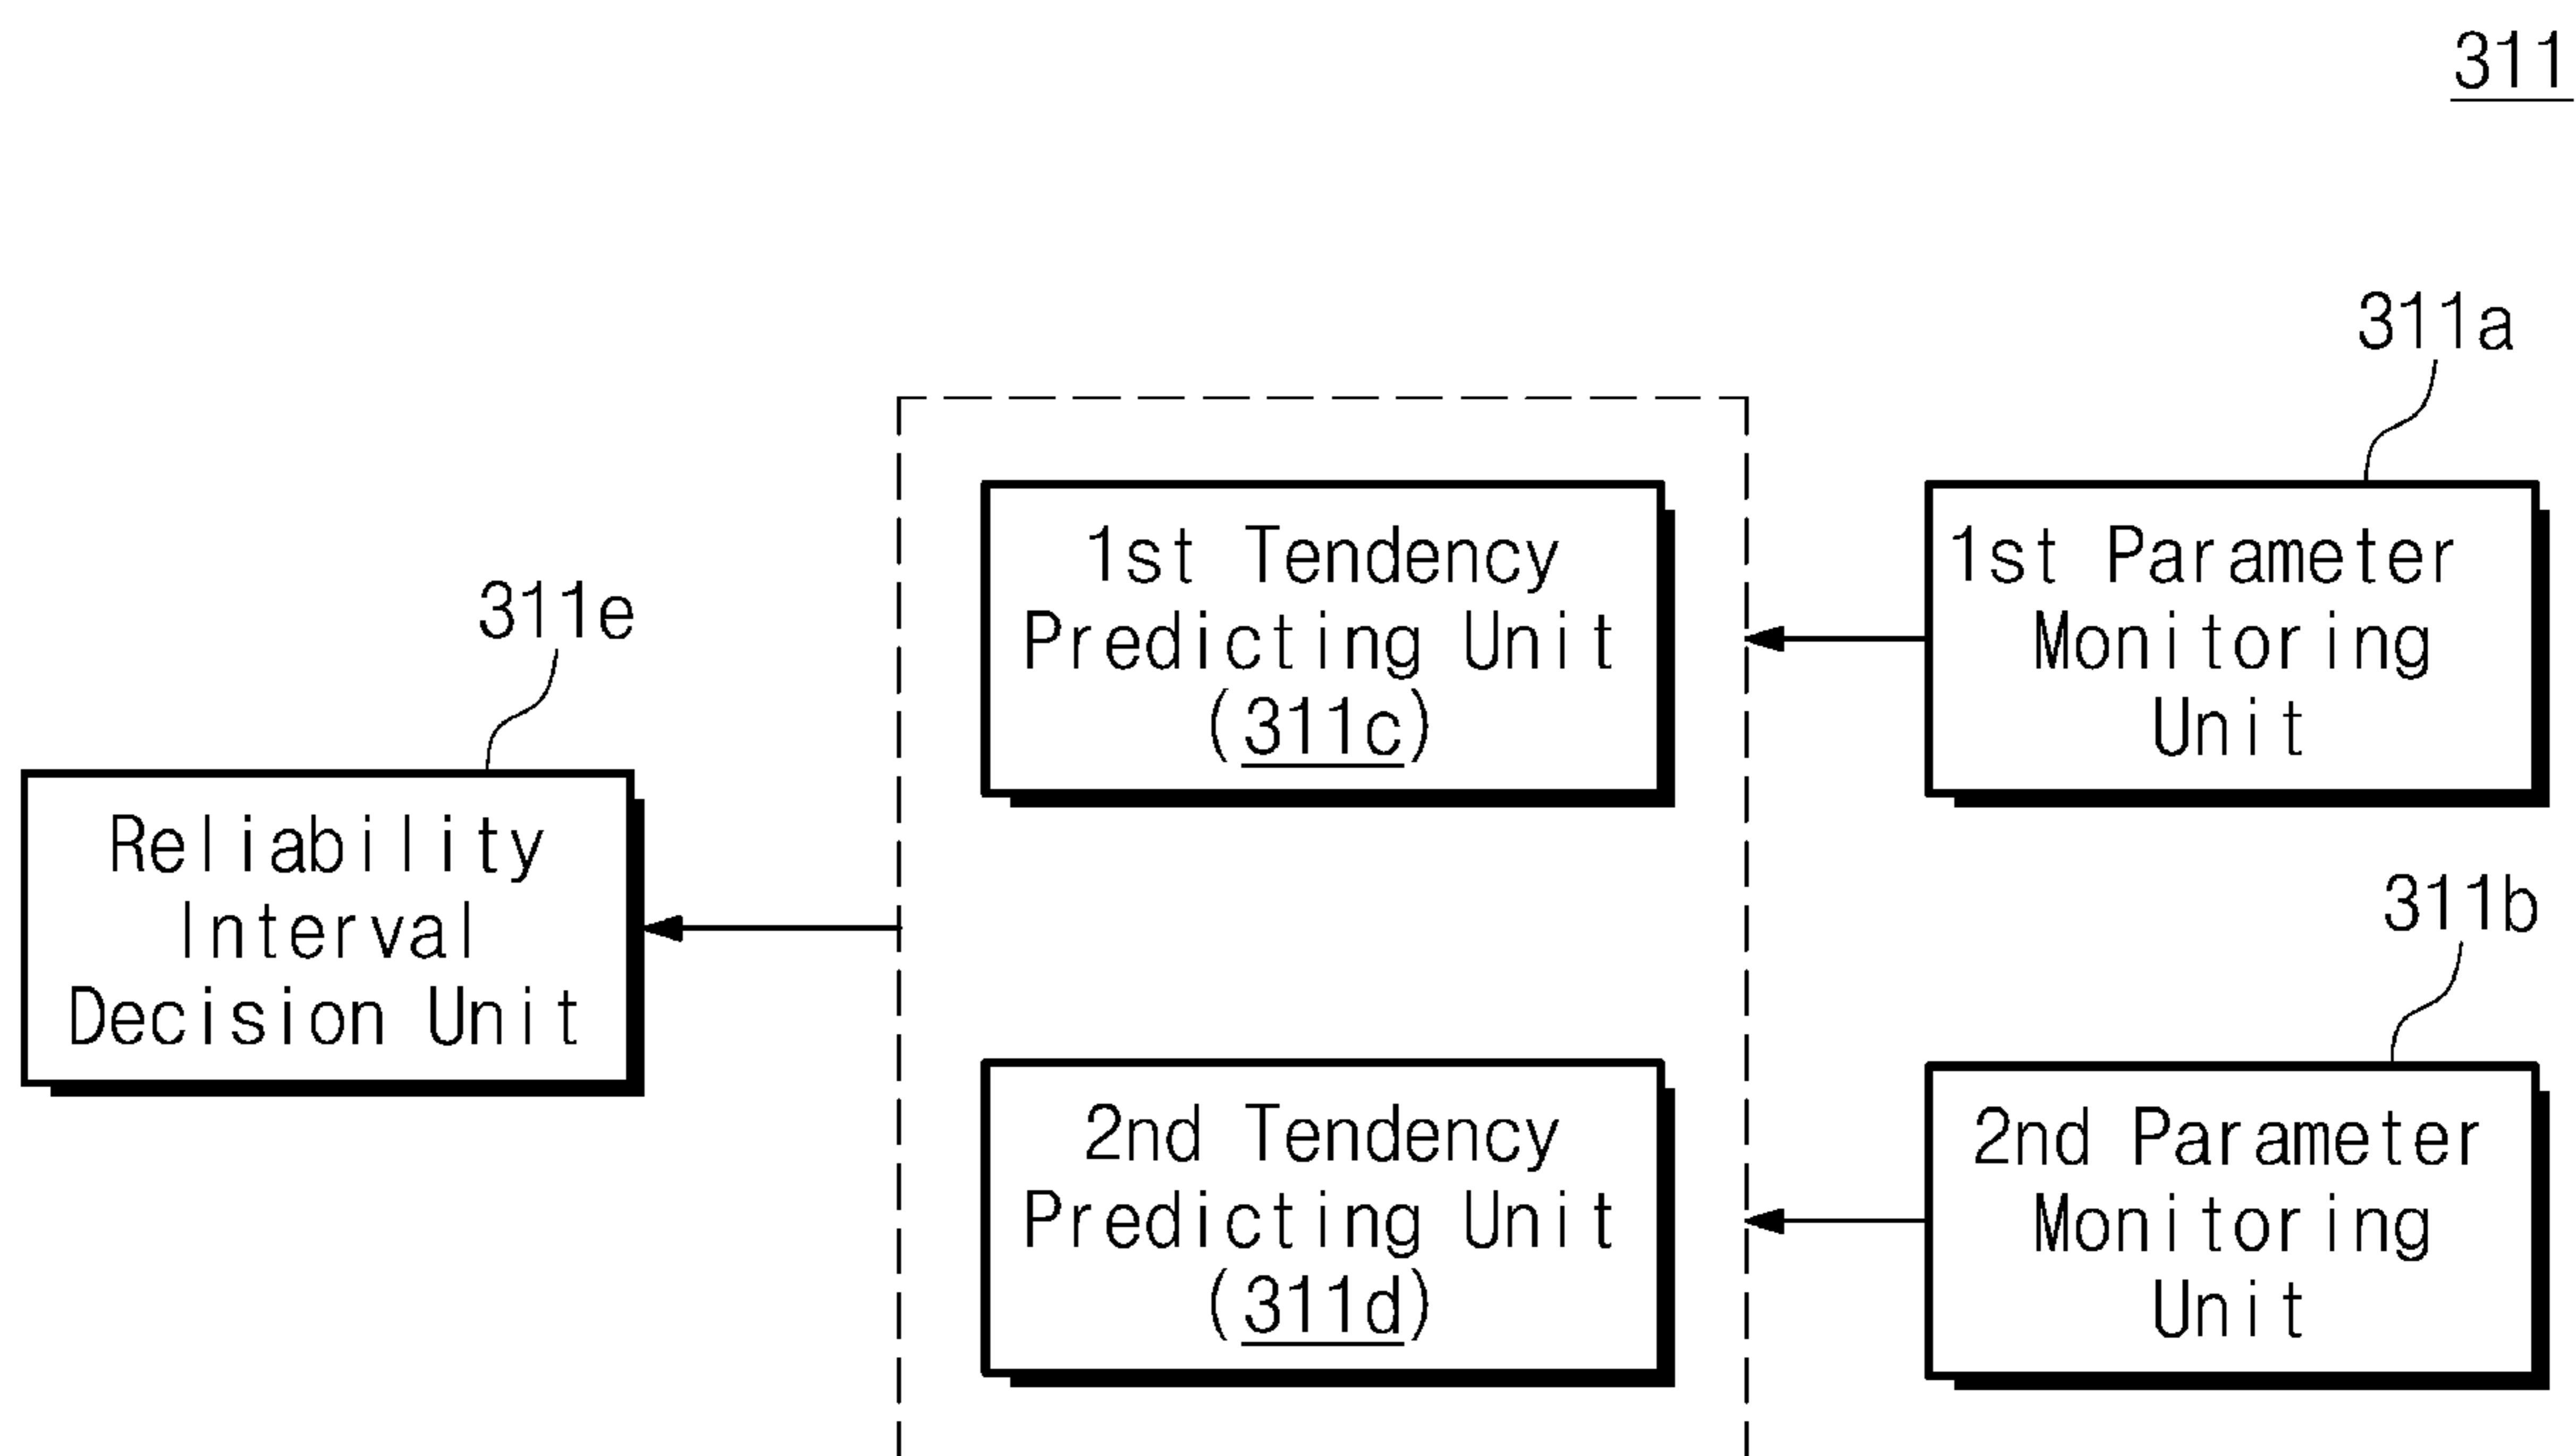 311
311a
1st Tendency
Predicting Unit
(311c)
1st Parameter
Monitoring
Unit
311e
Reliability
Interval
Decision Unit
311b
2nd Tendency
Predicting Unit
(311d)
2nd Parameter
Monitoring
Unit